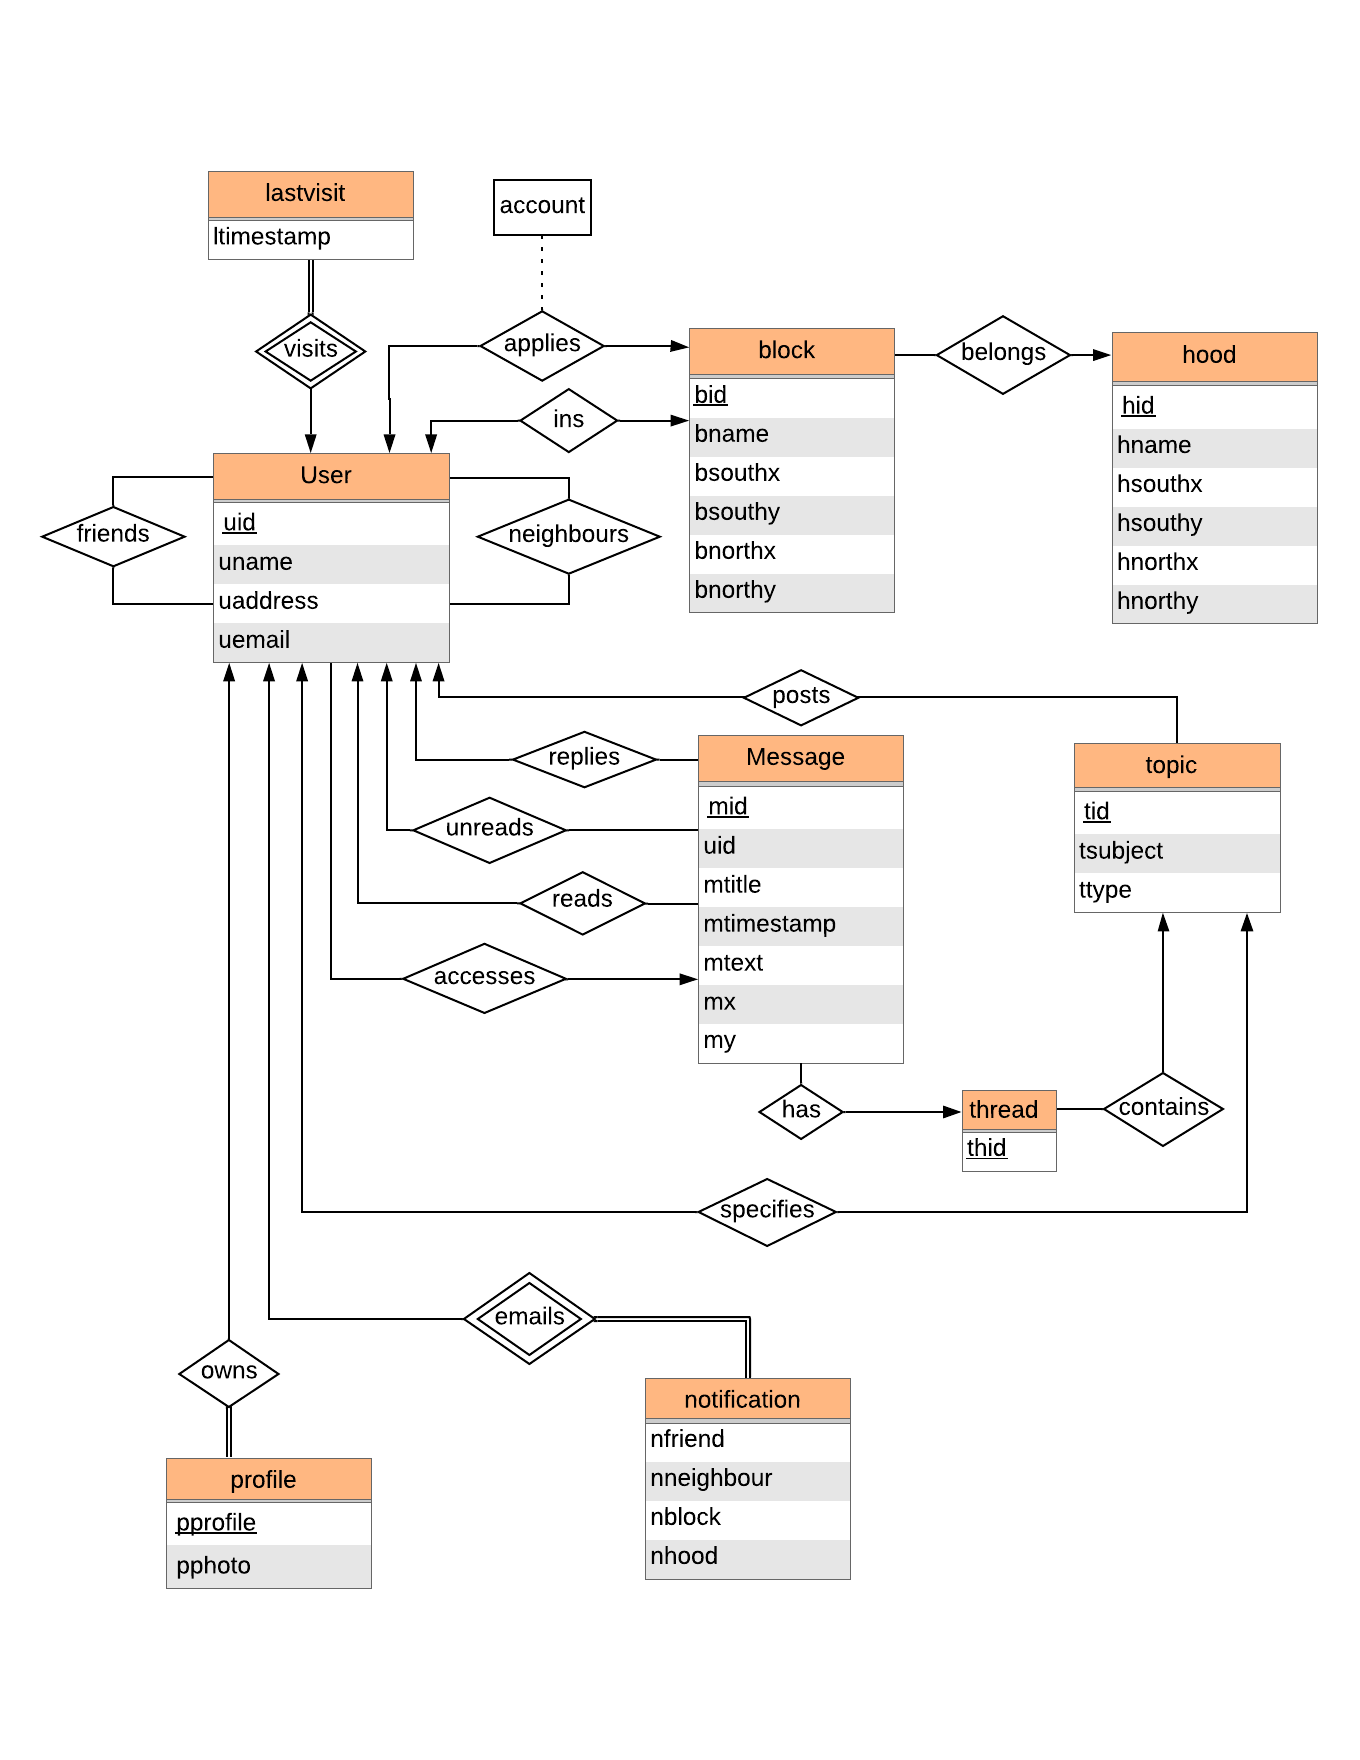 lastvisit
ltimestamp
account
visits
applies
block
bid
bname
bsouthx
bsouthy
bnorthx
bnorthy
belongs
hood
hid
hname
hsouthx
hsouthy
hnorthx
hnorthy
ins
User
uid
uname
uaddress
uemail
friends
neighbours
posts
replies
unreads
reads
accesses
Message
mid
uid
mtitle
mtimestamp
mtext
mx
my
topic
tid
tsubject
ttype
has
thread
thid
contains
specifies
emails
owns
notification
nfriend
nneighbour
nblock
nhood
profile
pprofile
pphoto